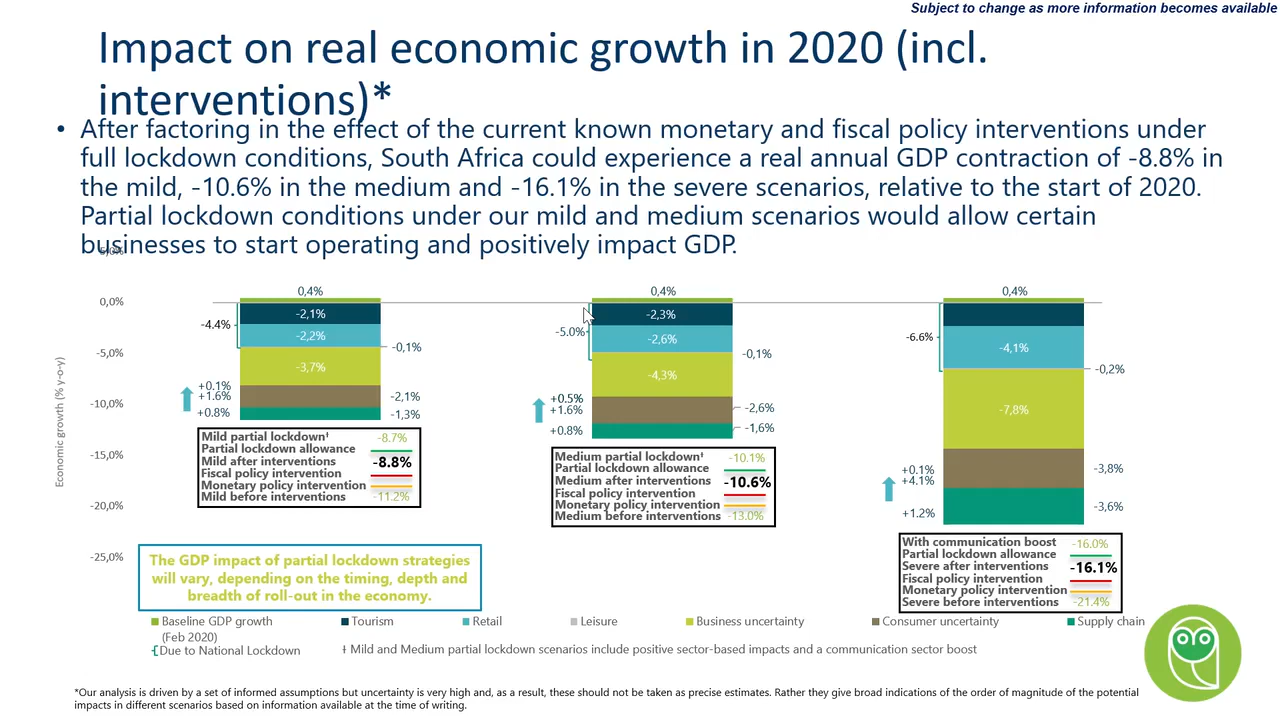 Subject to change as more information becomes available
Impact on real economic growth in 2020 (incl.
interventions)*
• After factoring in the effect of the current known monetary and fiscal policy interventions under
full lockdown conditions, South Africa could experience a real annual GDP contraction of -8.8% in
the mild, -10.6% in the medium and -16.1% in the severe scenarios, relative to the start of 2020.
Partial lockdown conditions under our mild and medium scenarios would allow certain
businesses to start operating and positively impact GDP.
5,0%
0,0%
-5,0%
-10,0%
-15,0%
-20,0%
-25,0%
Economic growth (% y-o-y)
0,4%
-2,1%
-4.4%
-2,2%
-0,1%
-3,7%
+0.1%
+1.6%
-2,1%
+0.8%
-1,3%
Mild partial lockdownᶧ -8.7%
Partial lockdown allowance
Mild after interventions -8.8%
Fiscal policy intervention
Monetary policy intervention
Mild before interventions -11.2%
0,4%
-2,3%
-5.0%
-2,6%
-0,1%
-4,3%
+0.5%
+1.6%
-2,6%
+0.8%
-1,6%
Medium partial lockdownᶧ -10.1%
Partial lockdown allowance
Medium after interventions -10.6%
Fiscal policy intervention
Monetary policy intervention
Medium before interventions -13.0%
0,4%
-6.6%
-4,1%
-0,2%
-7,8%
+0.1%
+4.1%
-3,8%
+1.2%
-3,6%
With communication boost -16.0%
Partial lockdown allowance
Severe after interventions -16.1%
Fiscal policy intervention
Monetary policy intervention
Severe before interventions -21.4%
The GDP impact of partial lockdown strategies
will vary, depending on the timing, depth and
breadth of roll-out in the economy.
Baseline GDP growth Tourism Retail Leisure Business uncertainty Consumer uncertainty Supply chain
(Feb 2020)
Due to National Lockdown ᶧ Mild and Medium partial lockdown scenarios include positive sector-based impacts and a communication sector boost
*Our analysis is driven by a set of informed assumptions but uncertainty is very high and, as a result, these should not be taken as precise estimates. Rather they give broad indications of the order of magnitude of the potential
impacts in different scenarios based on information available at the time of writing.